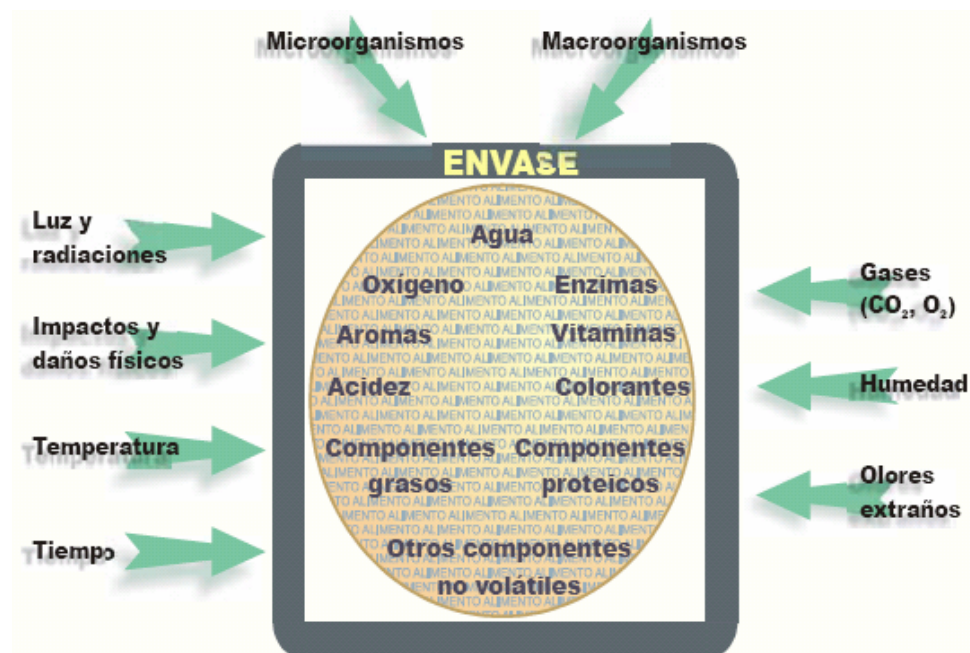 Microorganismos
Macroorganismos
ENVASE
Luz y
radiaciones
Impactos y
daños físicos
Temperatura
Tiempo
Agua
Oxígeno
Enzimas
Aromas
Vitaminas
Acidez
Colorantes
Componentes
grasos
Componentes
proteicos
Otros componentes
no volátiles
Gases
(CO₂, O₂)
Humedad
Olores
extraños